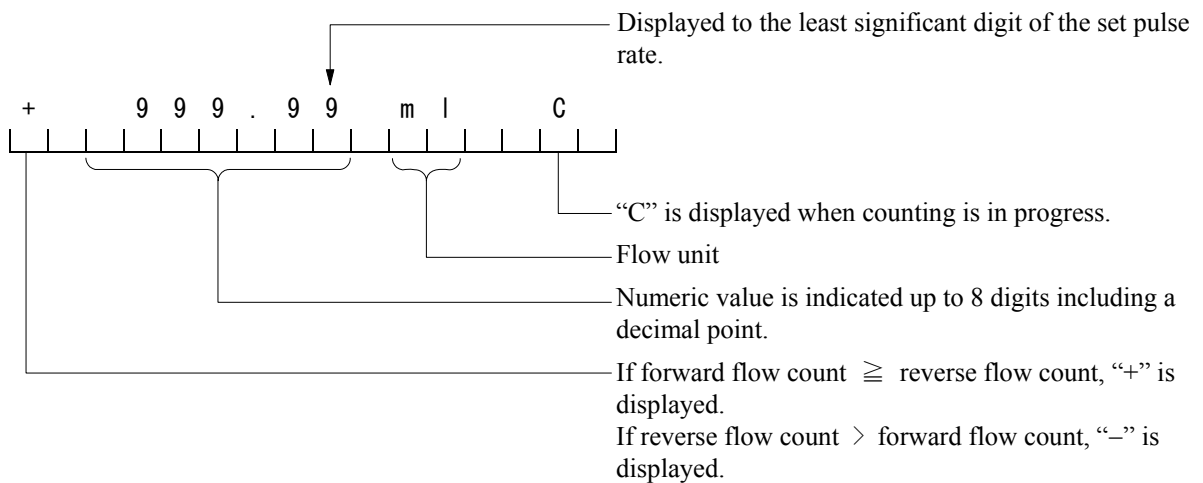 Displayed to the least significant digit of the set pulse
rate.
+ 999.99 ml C
“C” is displayed when counting is in progress.
Flow unit
Numeric value is indicated up to 8 digits including a
decimal point.
If forward flow count ≧ reverse flow count, “+” is
displayed.
If reverse flow count > forward flow count, “−” is
displayed.